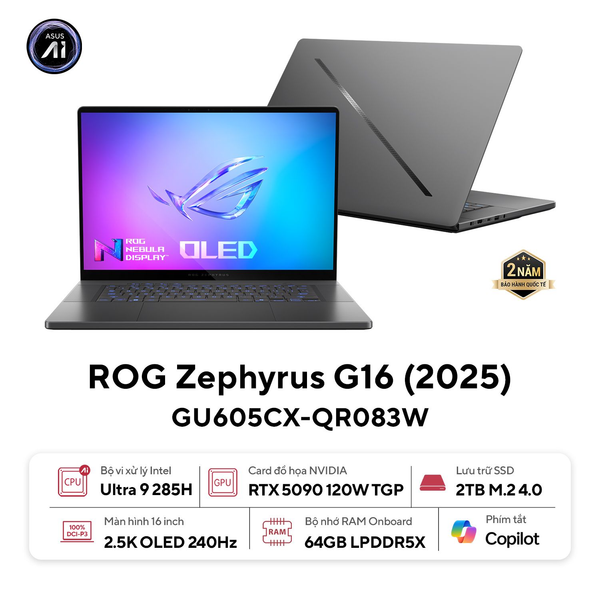 ASUS
Ai
ROG
NEBULA
DISPLAY™
OLED
2 NĂM
BẢO HÀNH QUỐC TẾ
ROG Zephyrus G16 (2025)
GU605CX-QR083W
CPU
Ai
Bộ vi xử lý Intel
Ultra 9 285H
GPU
Card đồ họa NVIDIA
RTX 5090 120W TGP
Lưu trữ SSD
2TB M.2 4.0
100%
DCI-P3
Màn hình 16 inch
2.5K OLED 240Hz
RAM
Bộ nhớ RAM Onboard
64GB LPDDR5X
Phím tắt
Copilot